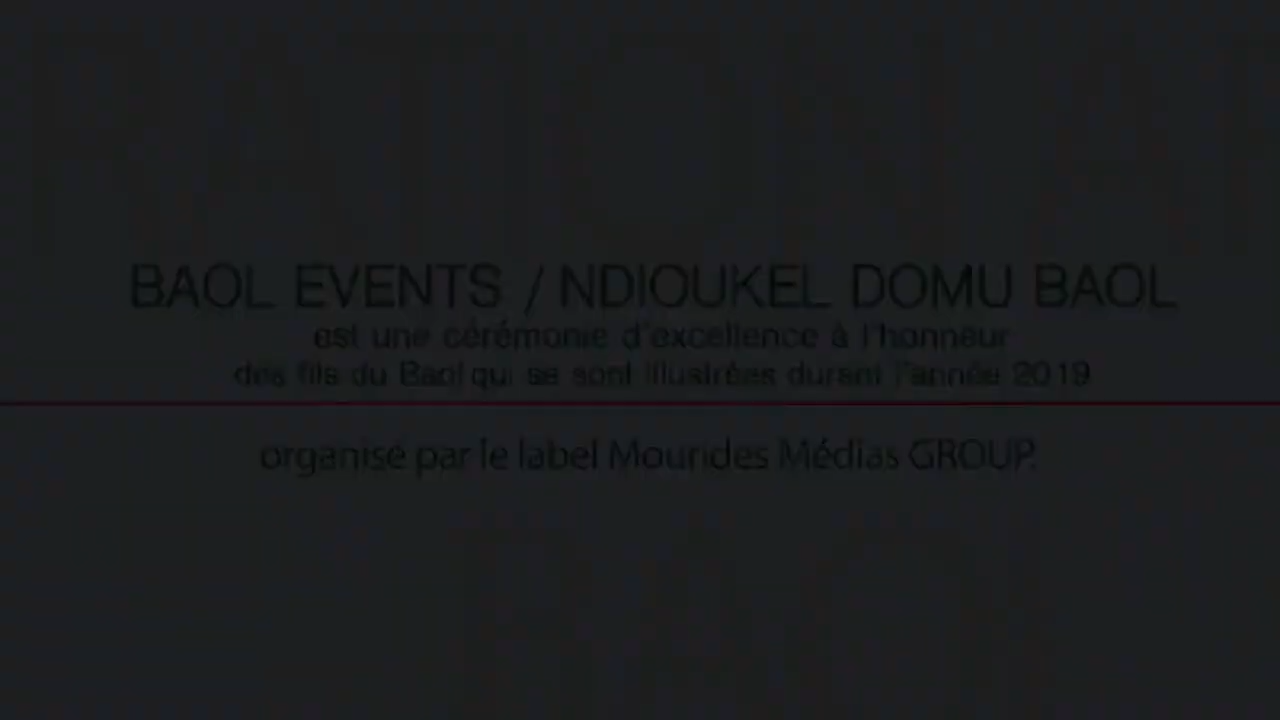 BAOL EVENTS / NDIOUKEL DOMU BAOL
est une cérémonie d'excellence à l'honneur
des fils du Baol qui se sont illustrées durant l'année 2019
organisé par le label Mourides Médias GROUP.